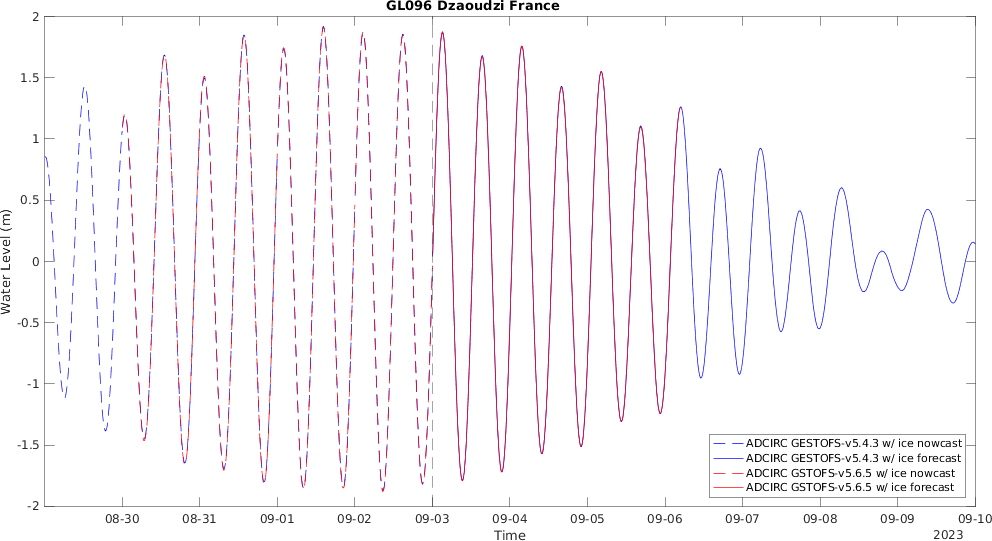 GL096 Dzaoudzi France
2
1.5
1
0.5
0
-0.5
-1
-1.5
-2
Water Level (m)
ADCIRC GESTOFS-v5.4.3 w/ ice nowcast
ADCIRC GESTOFS-v5.4.3 w/ ice forecast
ADCIRC GSTOFS-v5.6.5 w/ ice nowcast
ADCIRC GSTOFS-v5.6.5 w/ ice forecast
08-30 08-31 09-01 09-02 09-03 09-04 09-05 09-06 09-07 09-08 09-09 09-10
Time
2023